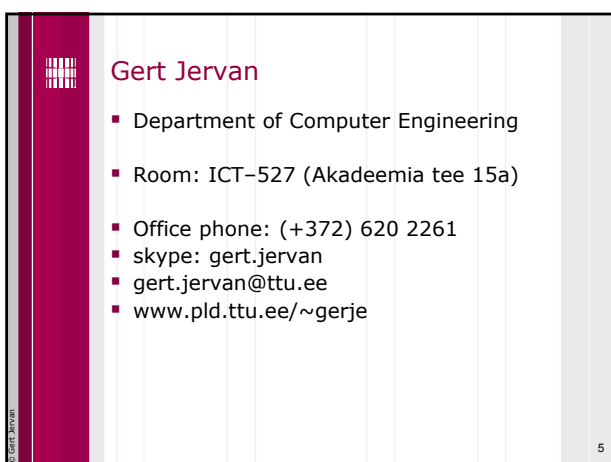 Gert Jervan
▪ Department of Computer Engineering
▪ Room: ICT–527 (Akadeemia tee 15a)
▪ Office phone: (+372) 620 2261
▪ skype: gert.jervan
▪ gert.jervan@ttu.ee
▪ www.pld.ttu.ee/~gerje
© Gert Jervan
5